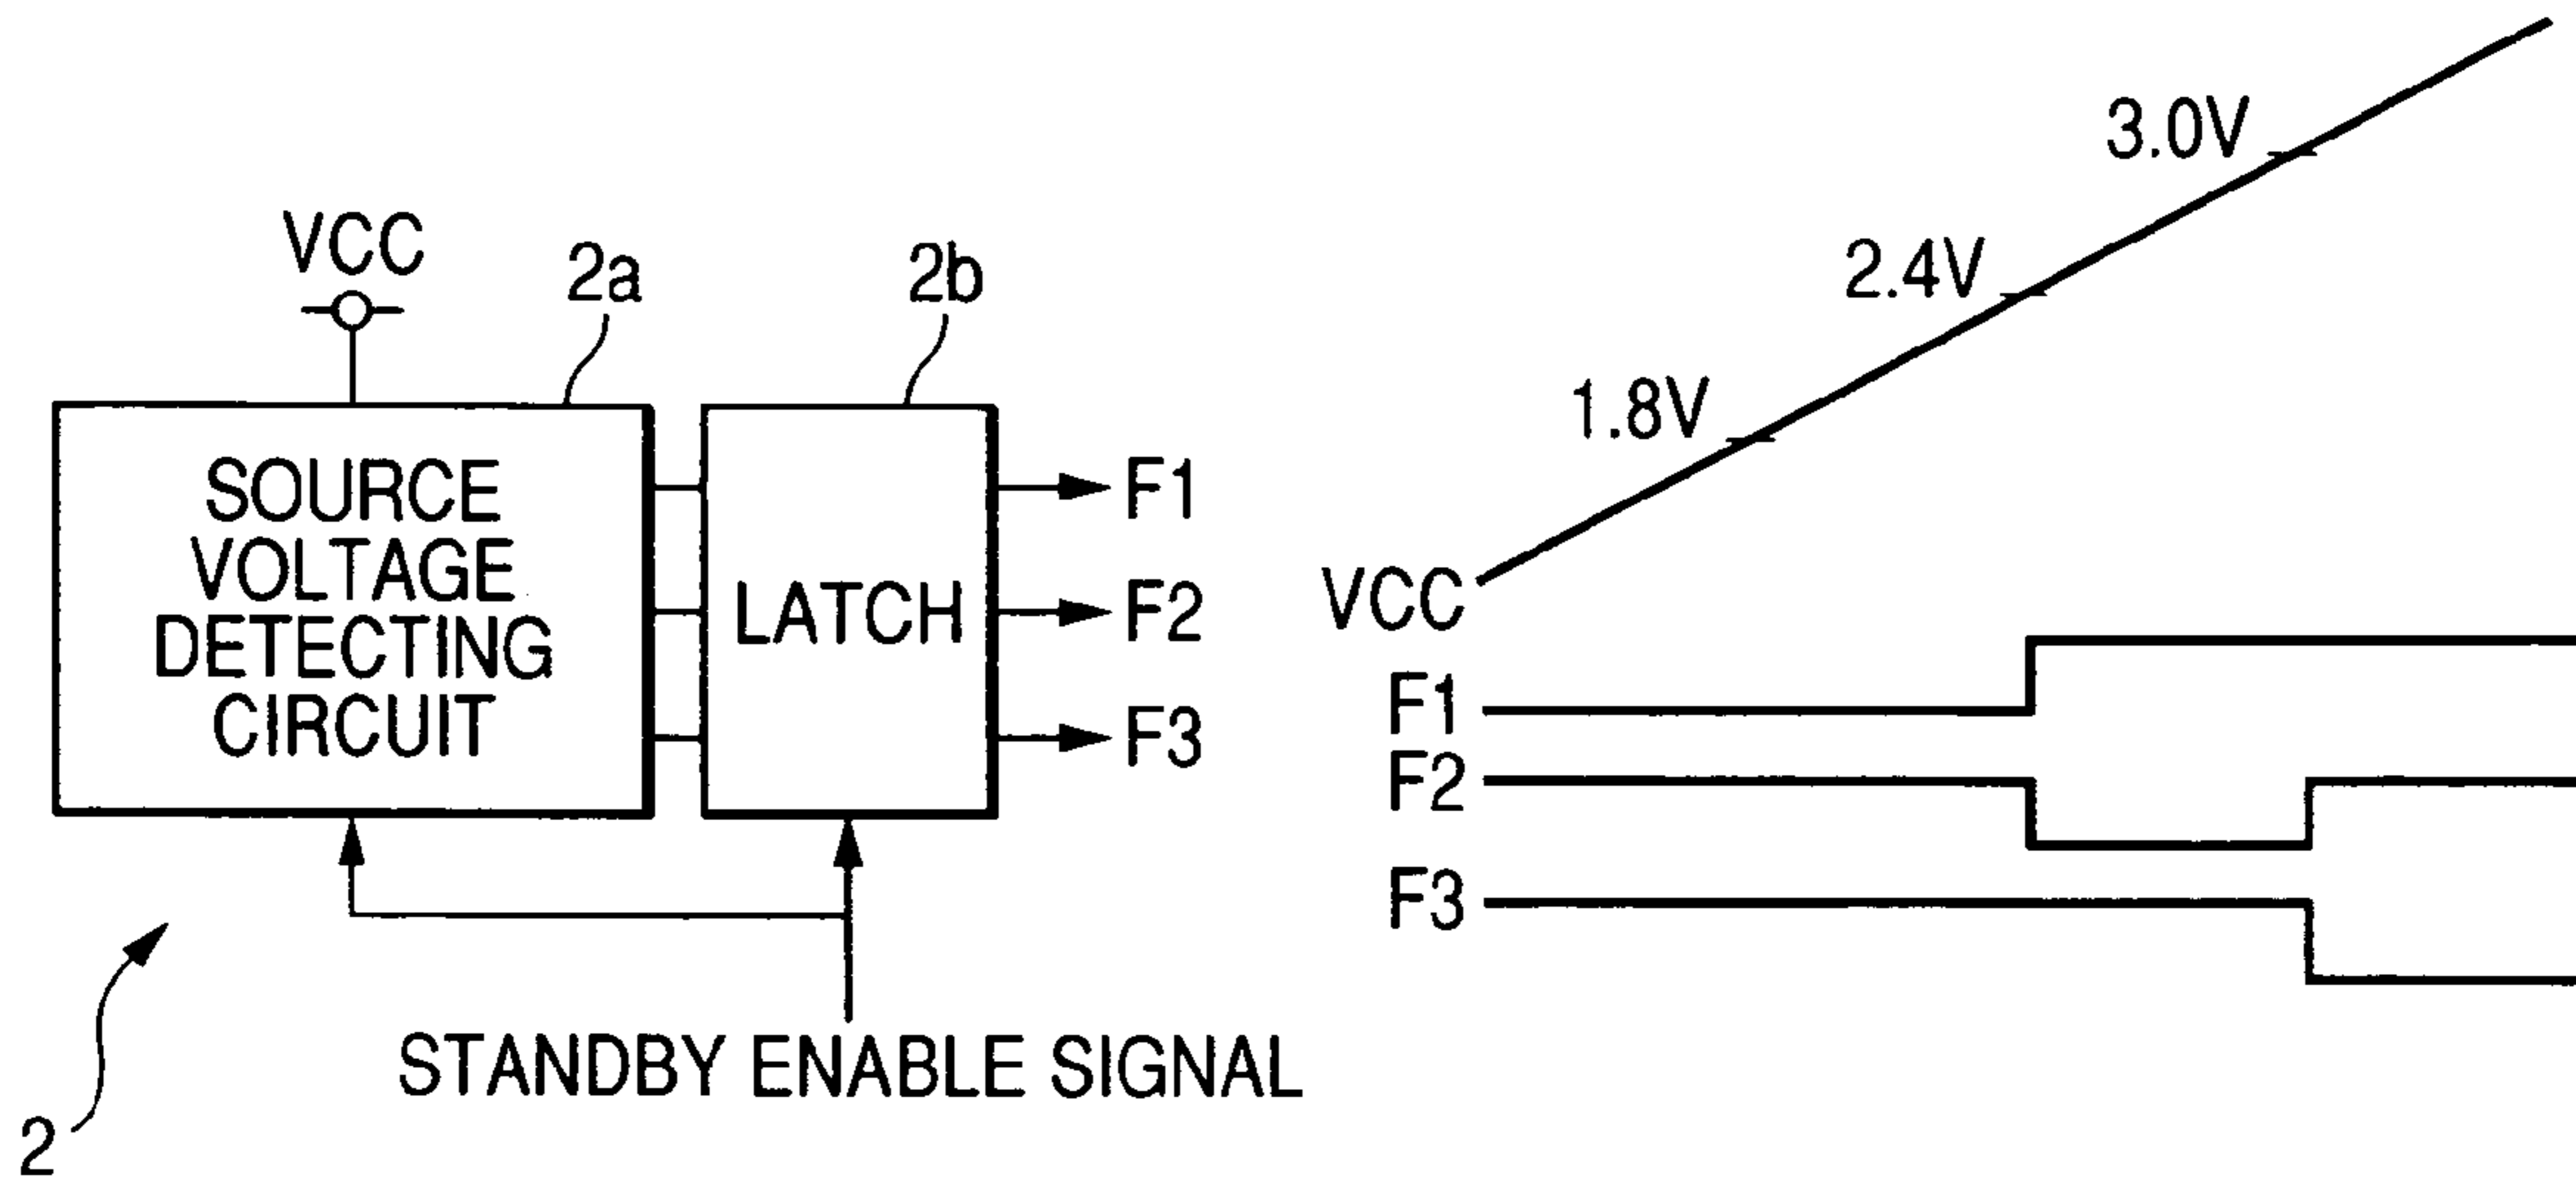 VCC
2a
2b
SOURCE
VOLTAGE
DETECTING
CIRCUIT
LATCH
F1
F2
F3
STANDBY ENABLE SIGNAL
2
3.0V
2.4V
1.8V
VCC
F1
F2
F3